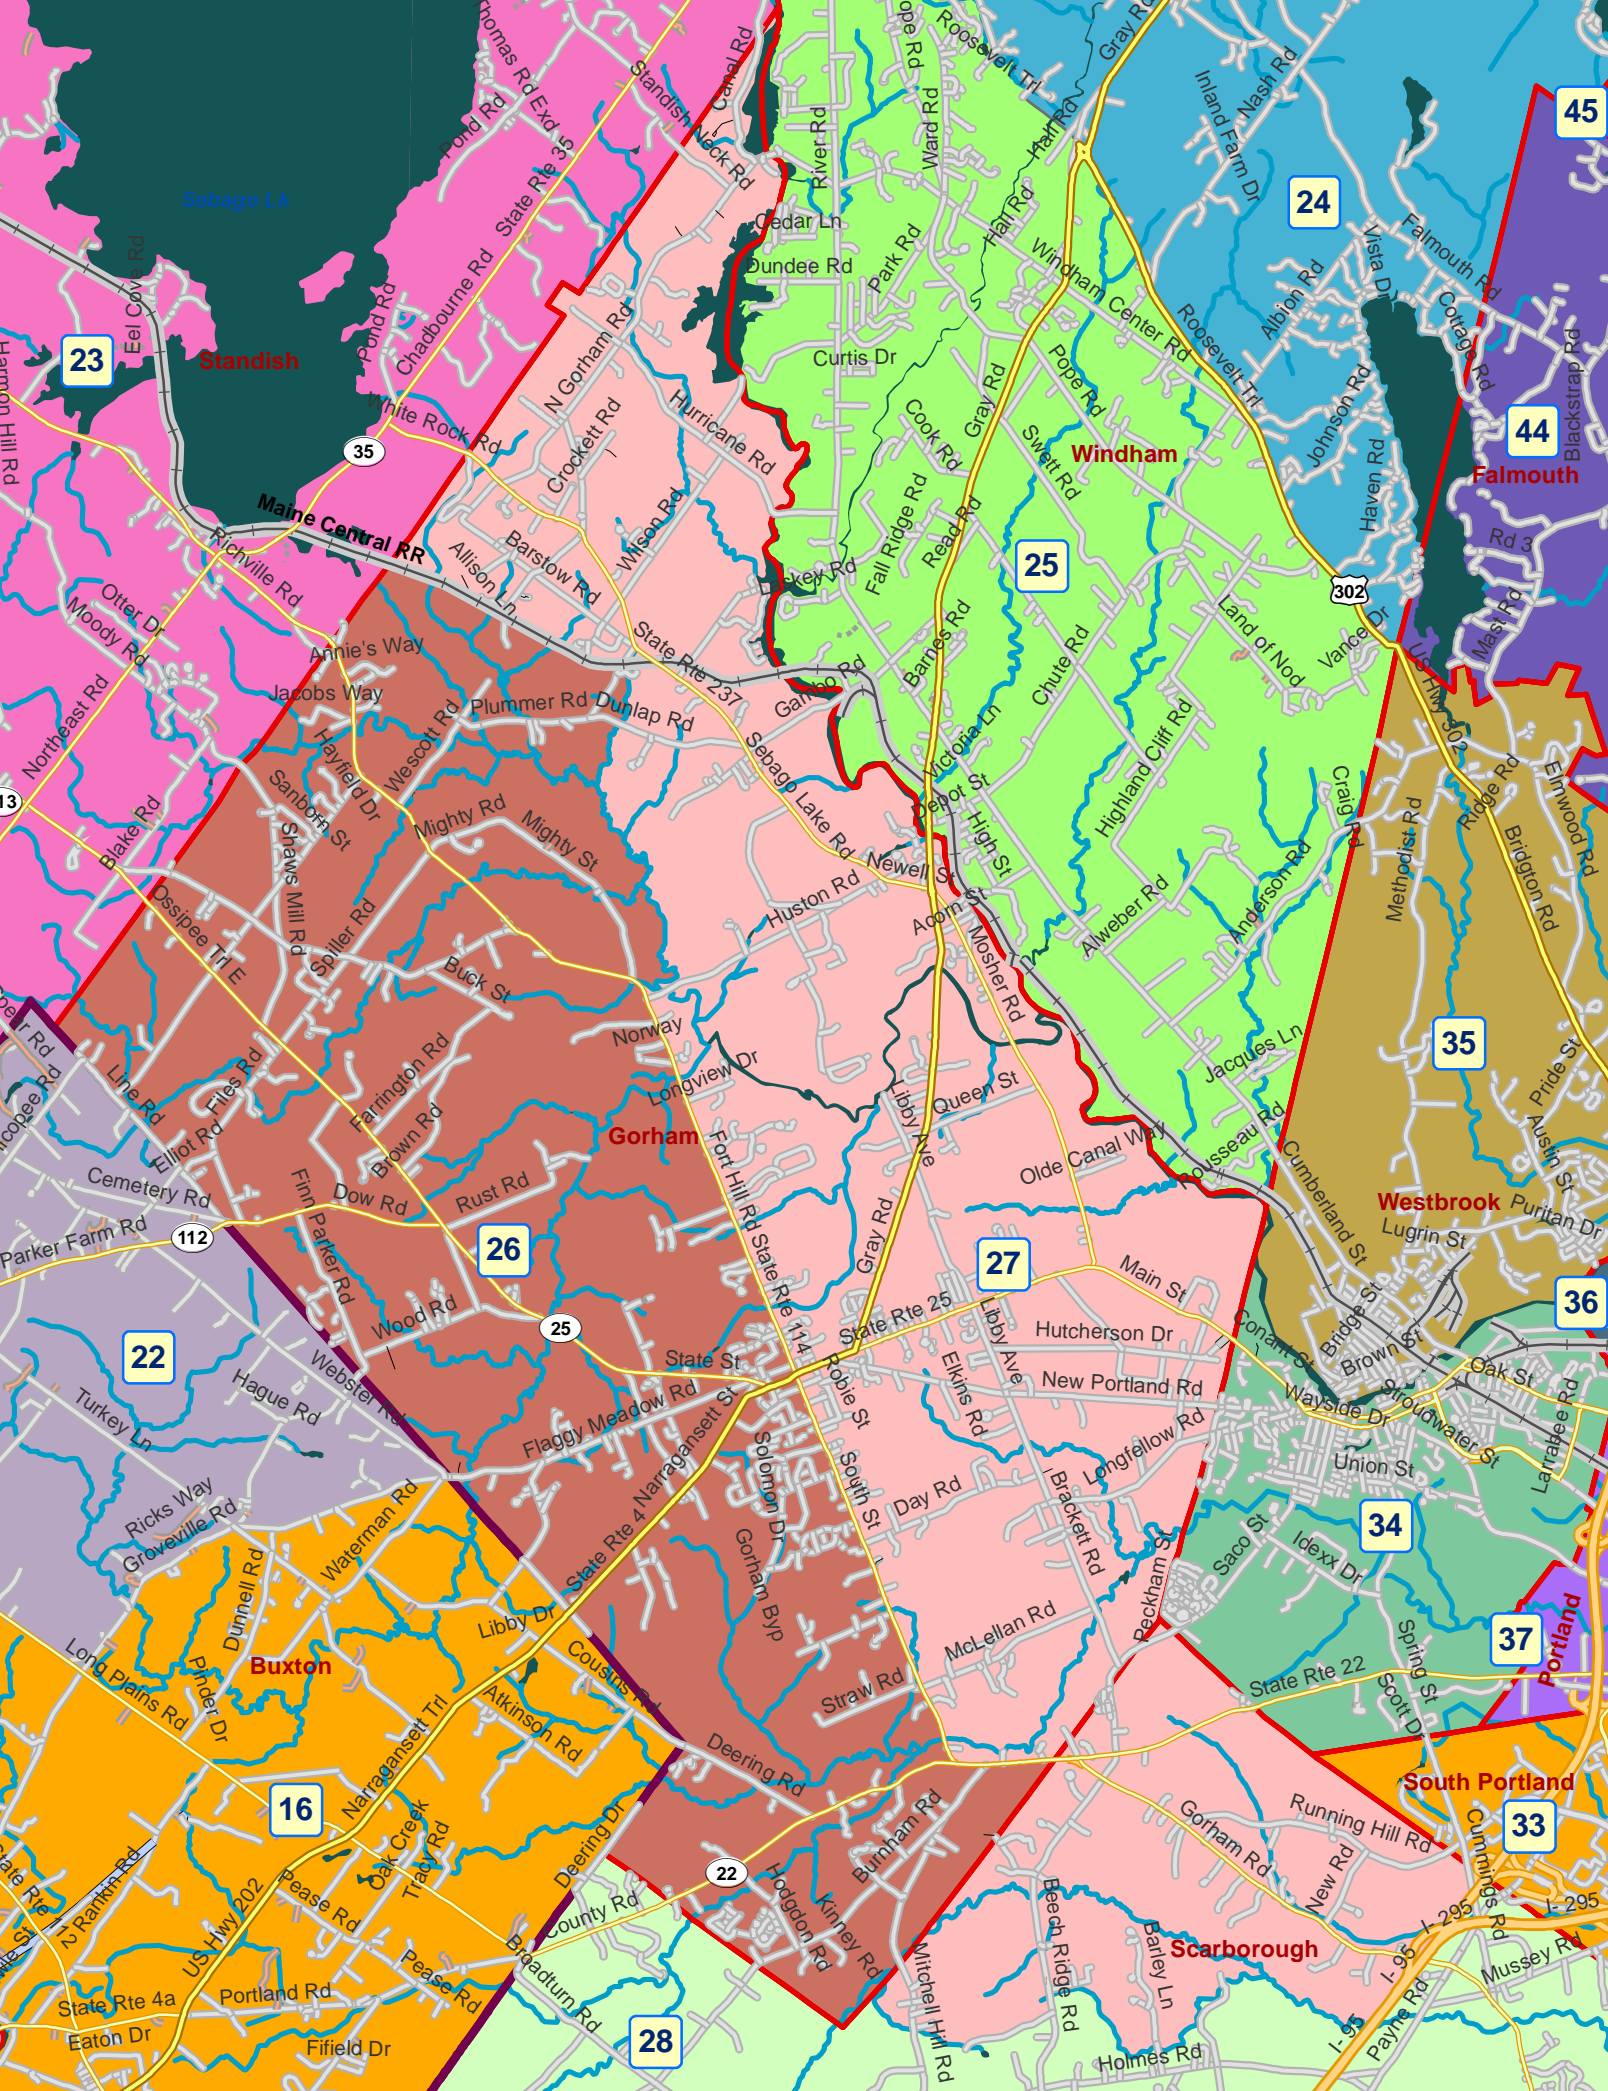 Thomas Rd Exd
Pond Rd
State Rte 35
Standish Neck Rd
Canal Rd
River Rd
Ward Rd
Roosevelt Trl
Gray Rd
Hall Rd
Inland Farm Dr
Nash Rd
45
Sebago Lk
Cedar Ln
Dundee Rd
Park Rd
Hall Rd
Windham Center Rd
24
Vista Dr
Falmouth Rd
Eel Cove Rd
23
Standish
Pond Rd
Chadbourne Rd
N Gorham Rd
Curtis Dr
Pope Rd
Roosevelt Trl
Albion Rd
Cottage Rd
Blackstrap Rd
Harmon Hill Rd
White Rock Rd
35
Crockett Rd
Hurricane Rd
Cook Rd
Gray Rd
Swett Rd
Windham
Johnson Rd
Haven Rd
44
Falmouth
Maine Central RR
Richville Rd
Allison Ln
Barstow Rd
Wilson Rd
Laskey Rd
Fall Ridge Rd
Read Rd
25
302
Rd 3
Mast Rd
Otter Dr
Moody Rd
Annie's Way
Jacobs Way
State Rte 237
Gambo Rd
Barnes Rd
Chute Rd
Land of Nod
Vance Dr
US Hwy 302
Northeast Rd
Hayfield Dr
Wescott Rd
Plummer Rd
Dunlap Rd
Sebago Lake Rd
Victoria Ln
Depot St
High St
Highland Cliff Rd
Craig Rd
Methodist Rd
Ridge Rd
Bridgton Rd
Elmwood Rd
13
Blake Rd
Sanborn St
Shaws Mill Rd
Mighty Rd
Mighty St
Newell St
Huston Rd
Acorn St
Mosher Rd
Alweber Rd
Anderson Rd
Ossipee Trl E
Spiller Rd
Buck St
Norway
Longview Dr
Jacques Ln
35
Pride St
Spear Rd
Line Rd
Files Rd
Farrington Rd
Brown Rd
Elliot Rd
Gorham
Libby Ave
Queen St
Olde Canal Way
Rousseau Rd
Austin St
Cemetery Rd
Parker Farm Rd
112
Finn Parker Rd
Dow Rd
Rust Rd
26
Fort Hill Rd
State Rte 114
Gray Rd
27
Main St
Cumberland St
Westbrook
Lugrin St
Puritan Dr
36
22
Wood Rd
25
State St
State Rte 25
Libby Ave
Hutcherson Dr
Conant St
Bridge St
Brown St
Oak St
Turkey Ln
Hague Rd
Webster Rd
Flaggy Meadow Rd
Narragansett St
Robie St
Elkins Rd
New Portland Rd
Wayside Dr
Stroudwater St
Larrabee Rd
Ricks Way
Groveville Rd
Solomon Dr
South St
Day Rd
Longfellow Rd
Brackett Rd
Union St
34
Waterman Rd
Dunnell Rd
State Rte 4
Gorham Byp
Peckham St
Saco St
Idexx Dr
Libby Dr
Cousins Rd
McLellan Rd
Straw Rd
Spring St
37
Portland
Long Plains Rd
Buxton
Pinder Dr
Atkinson Rd
State Rte 22
Scott Dr
Narragansett Trl
Deering Rd
16
South Portland
33
Oak Creek
Tracy Rd
Deering Dr
Burnham Rd
Gorham Rd
Running Hill Rd
Cummings Rd
2 Rankin Rd
State Rte 112
Pease Rd
22
Hodgdon Rd
Kinney Rd
New Rd
US Hwy 202
County Rd
Beech Ridge Rd
Barley Ln
Scarborough
I- 295
I- 295
I- 95
Mussey Rd
Pease Rd
Broadturn Rd
State Rte 4a
Portland Rd
Eaton Dr
Fifield Dr
28
Mitchell Hill Rd
Holmes Rd
I- 95
Payne Rd